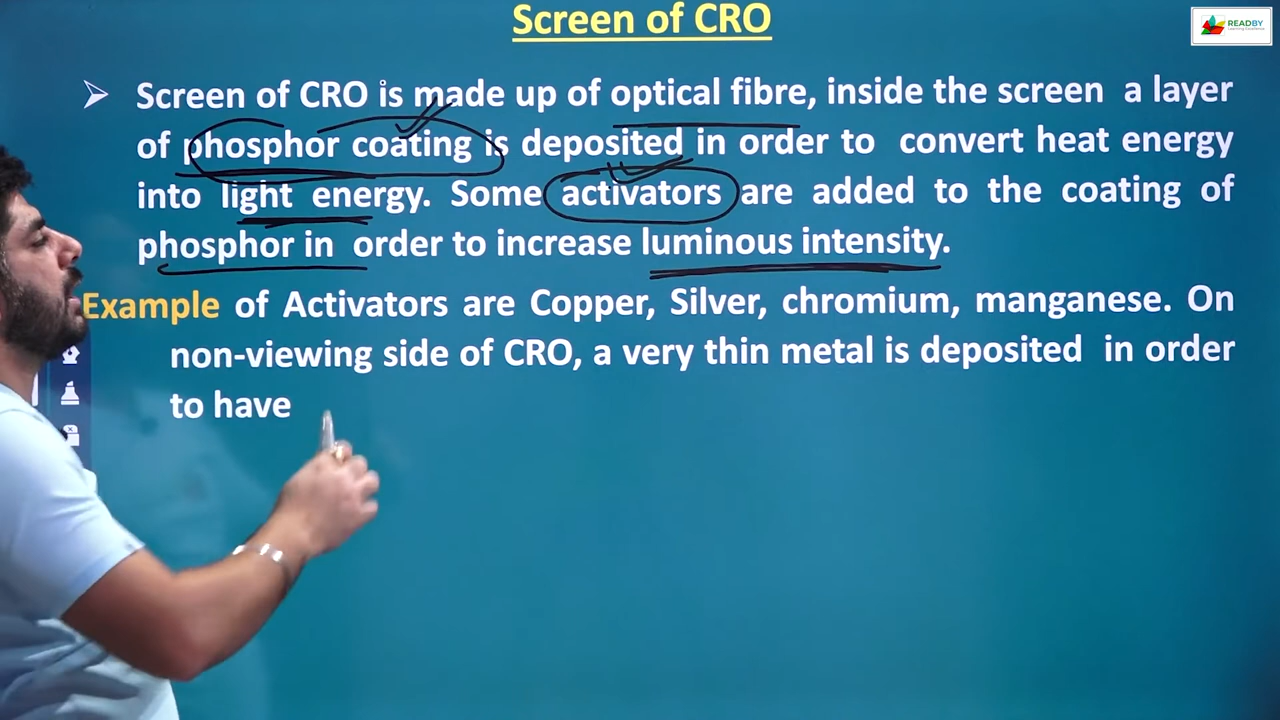 Screen of CRO
READBY
Learning Excellence
➤ Screen of CRO is made up of optical fibre, inside the screen a layer
of phosphor coating is deposited in order to convert heat energy
into light energy. Some activators are added to the coating of
phosphor in order to increase luminous intensity.
Example of Activators are Copper, Silver, chromium, manganese. On
non-viewing side of CRO, a very thin metal is deposited in order
to have